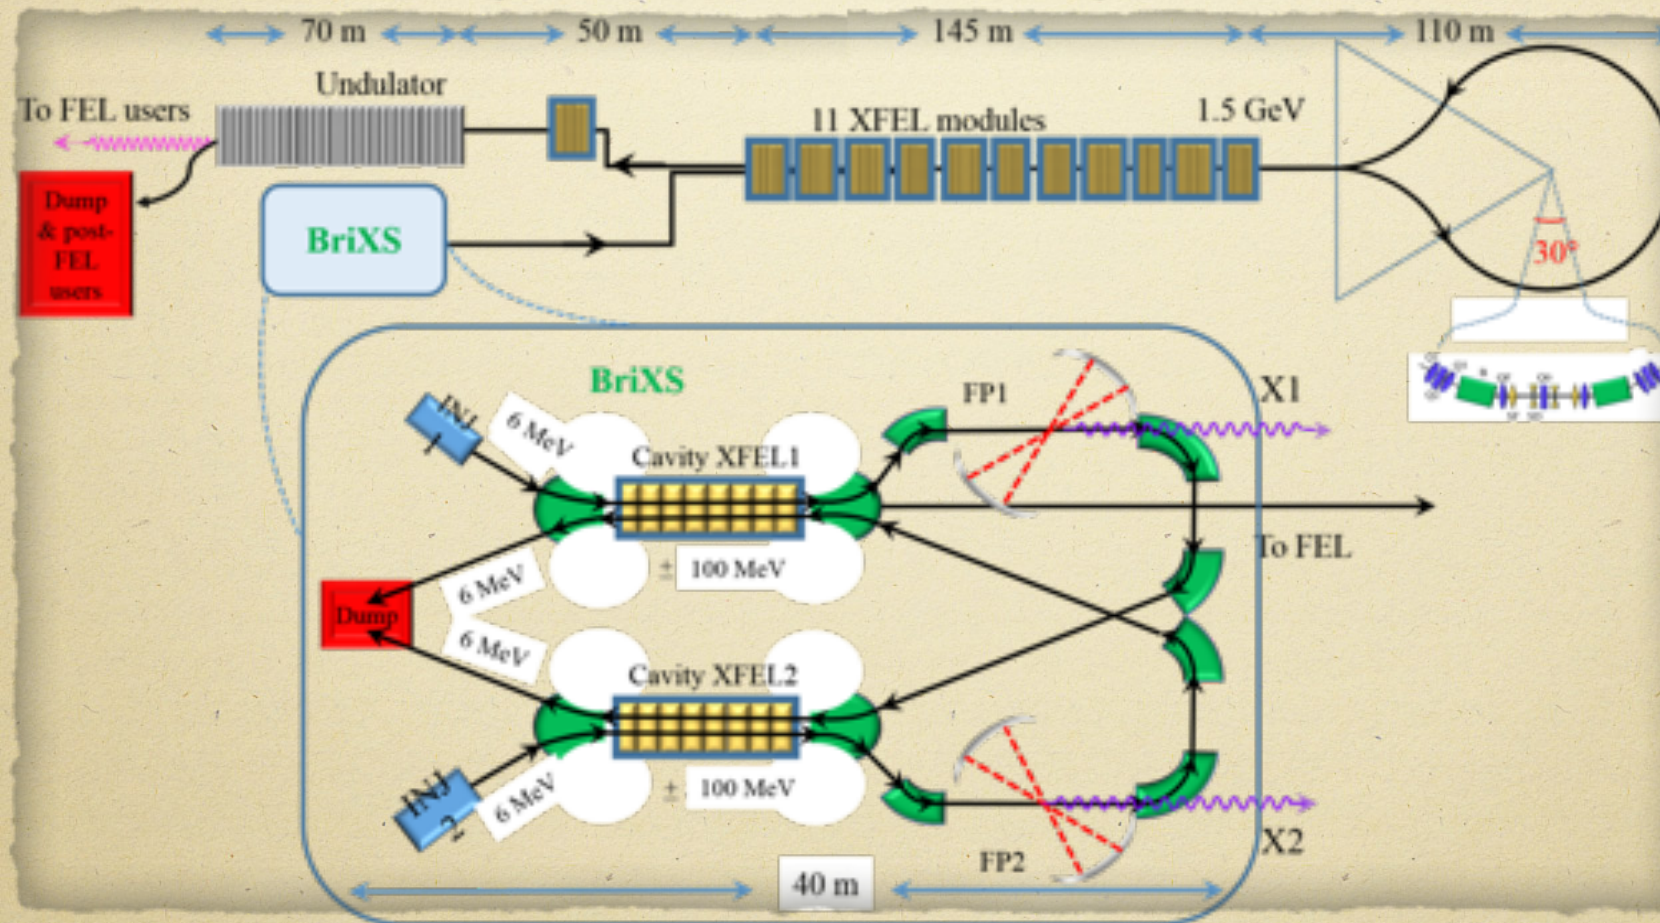 70 m
50 m
145 m
110 m
Undulator
To FEL users
11 XFEL modules
1.5 GeV
Dump
& post-
FEL
users
BriXS
30°
BriXS
INJ
1
6 MeV
FP1
X1
Cavity XFEL1
± 100 MeV
To FEL
6 MeV
Dump
6 MeV
Cavity XFEL2
INJ
2
6 MeV
± 100 MeV
X2
FP2
40 m